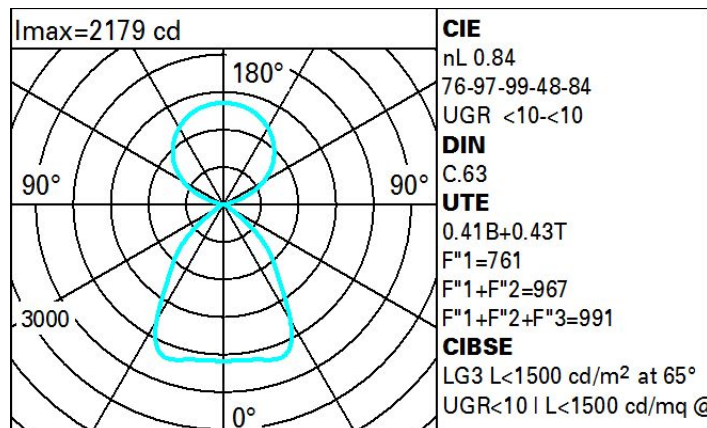 Imax=2179 cd
180°
90°
90°
3000
0°
CIE
nL 0.84
76-97-99-48-84
UGR <10-<10
DIN
C.63
UTE
0.41B+0.43T
F"1=761
F"1+F"2=967
F"1+F"2+F"3=991
CIBSE
LG3 L<1500 cd/m² at 65°
UGR<10 | L<1500 cd/mq @